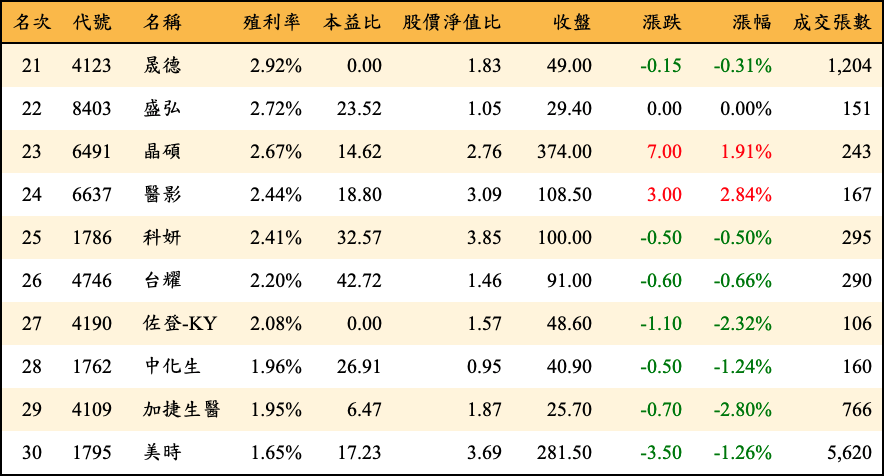 名次 代號 名稱 殖利率 本益比 股價淨值比 收盤 漲跌 漲幅 成交張數
21 4123 晟德 2.92% 0.00 1.83 49.00 -0.15 -0.31% 1,204
22 8403 盛弘 2.72% 23.52 1.05 29.40 0.00 0.00% 151
23 6491 晶碩 2.67% 14.62 2.76 374.00 7.00 1.91% 243
24 6637 醫影 2.44% 18.80 3.09 108.50 3.00 2.84% 167
25 1786 科妍 2.41% 32.57 3.85 100.00 -0.50 -0.50% 295
26 4746 台耀 2.20% 42.72 1.46 91.00 -0.60 -0.66% 290
27 4190 佐登-KY 2.08% 0.00 1.57 48.60 -1.10 -2.32% 106
28 1762 中化生 1.96% 26.91 0.95 40.90 -0.50 -1.24% 160
29 4109 加捷生醫 1.95% 6.47 1.87 25.70 -0.70 -2.80% 766
30 1795 美時 1.65% 17.23 3.69 281.50 -3.50 -1.26% 5,620